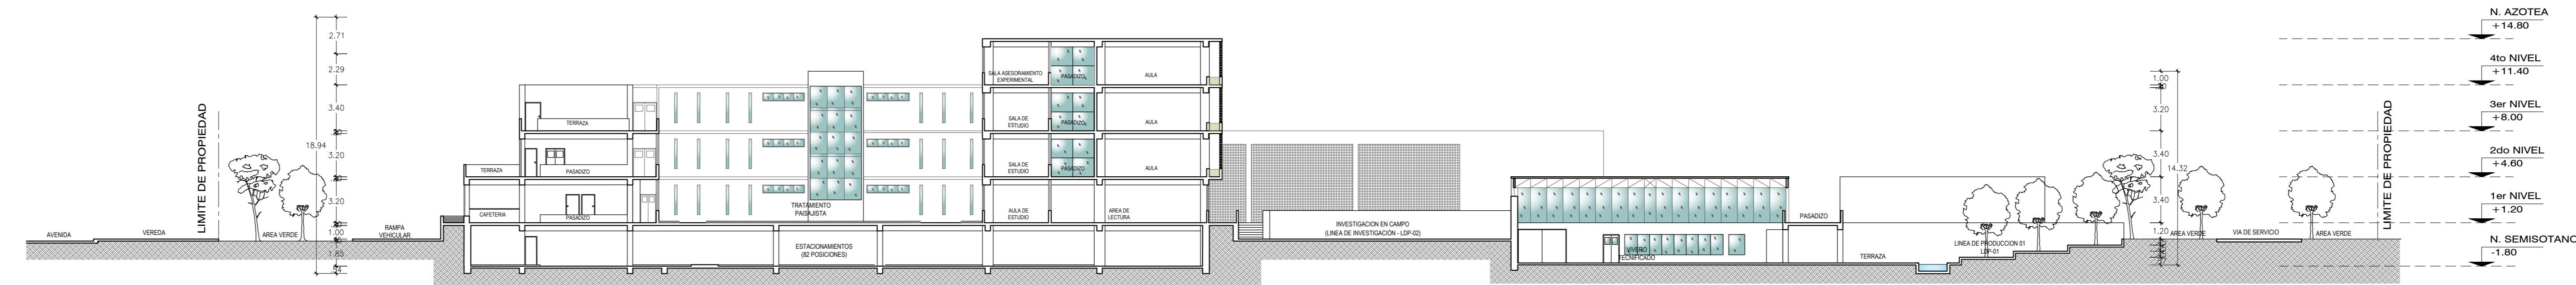 LIMITE DE PROPIEDAD
AVENIDA
VEREDA
AREA VERDE
RAMPA
VEHICULAR
2.71
2.29
3.40
18.94
3.20
3.20
1.00
1.85
TERRAZA
CAFETERIA
TERRAZA
PASADIZO
PASADIZO
TRATAMIENTO
PAISAJISTA
ESTACIONAMIENTOS
(82 POSICIONES)
SALA ASESORAMIENTO
EXPERIMENTAL
PASADIZO
AULA
SALA DE
ESTUDIO
PASADIZO
AULA
SALA DE
ESTUDIO
PASADIZO
AULA
AULA DE
ESTUDIO
AREA DE
LECTURA
INVESTIGACION EN CAMPO
(LINEA DE INVESTIGACIÓN - LDP-02)
VIVERO
TECNIFICADO
PASADIZO
TERRAZA
LINEA DE PRODUCCION 01
LDP-01
1.00
3.20
3.40
14.32
3.40
1.20
AREA VERDE
VIA DE SERVICIO
AREA VERDE
LIMITE DE PROPIEDAD
N. AZOTEA
+14.80
4to NIVEL
+11.40
3er NIVEL
+8.00
2do NIVEL
+4.60
1er NIVEL
+1.20
N. SEMISOTANO
-1.80